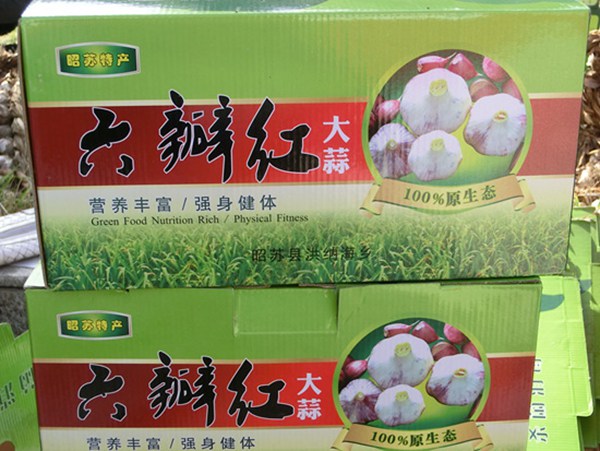 昭苏特产
六瓣红
大蒜
营养丰富 / 强身健体
Green Food Nutrition Rich / Physical Fitness
100%原生态
昭苏县洪纳海乡
昭苏特产
六瓣红
大蒜
营养丰富 / 强身健体
100%原生态